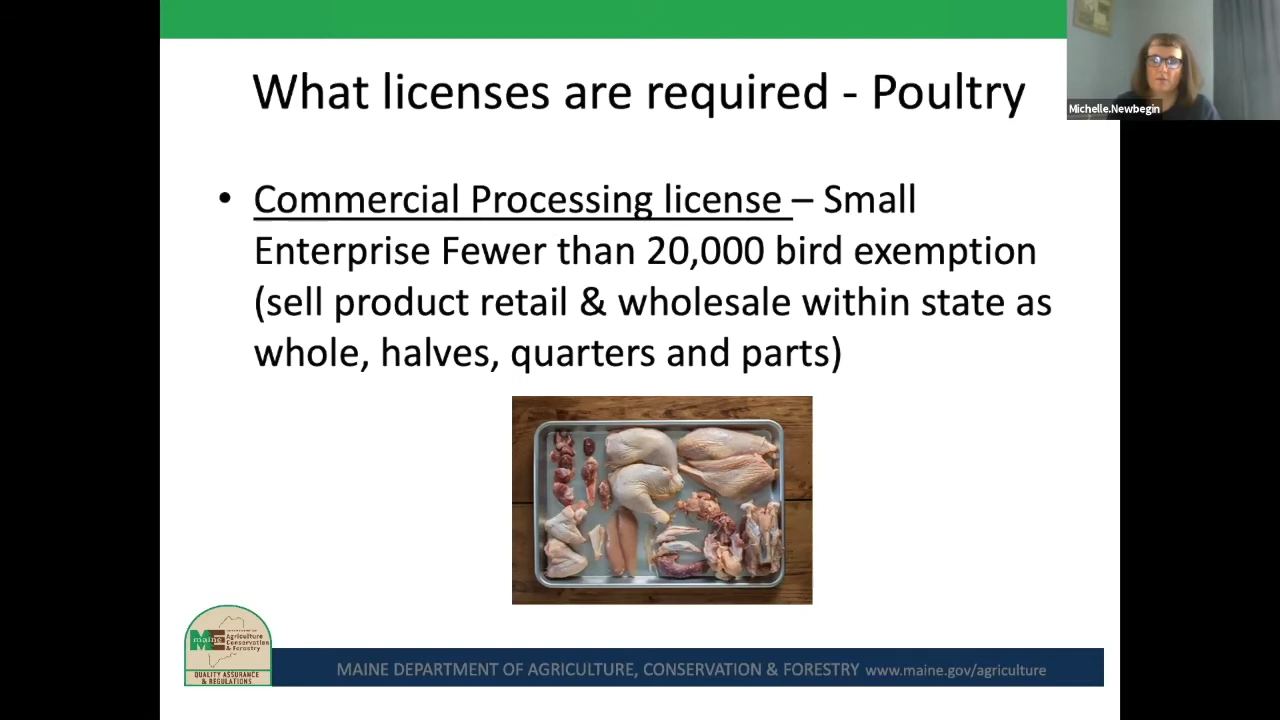 What licenses are required - Poultry
Michelle.Newbegin
• Commercial Processing license – Small
Enterprise Fewer than 20,000 bird exemption
(sell product retail & wholesale within state as
whole, halves, quarters and parts)
maine
Agriculture
Conservation
& Forestry
QUALITY ASSURANCE
& REGULATIONS
MAINE DEPARTMENT OF AGRICULTURE, CONSERVATION & FORESTRY www.maine.gov/agriculture